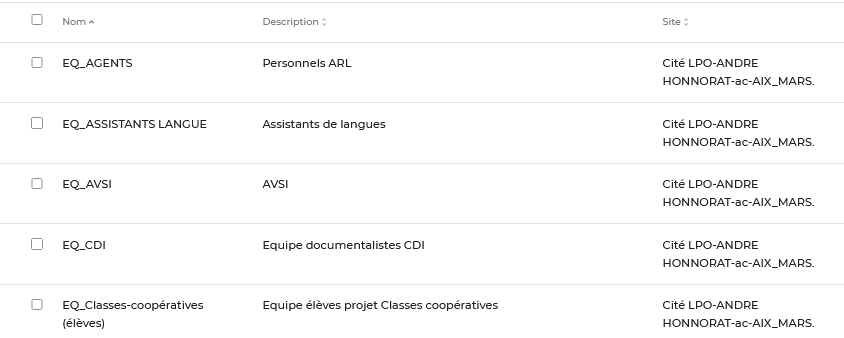 Nom Description Site
EQ_AGENTS Personnels ARL Cité LPO-ANDRE
HONNORAT-ac-AIX_MARS.
EQ_ASSISTANTS LANGUE Assistants de langues Cité LPO-ANDRE
HONNORAT-ac-AIX_MARS.
EQ_AVSI AVSI Cité LPO-ANDRE
HONNORAT-ac-AIX_MARS.
EQ_CDI Equipe documentalistes CDI Cité LPO-ANDRE
HONNORAT-ac-AIX_MARS.
EQ_Classes-coopératives Equipe élèves projet Classes coopératives Cité LPO-ANDRE
(élèves) HONNORAT-ac-AIX_MARS.